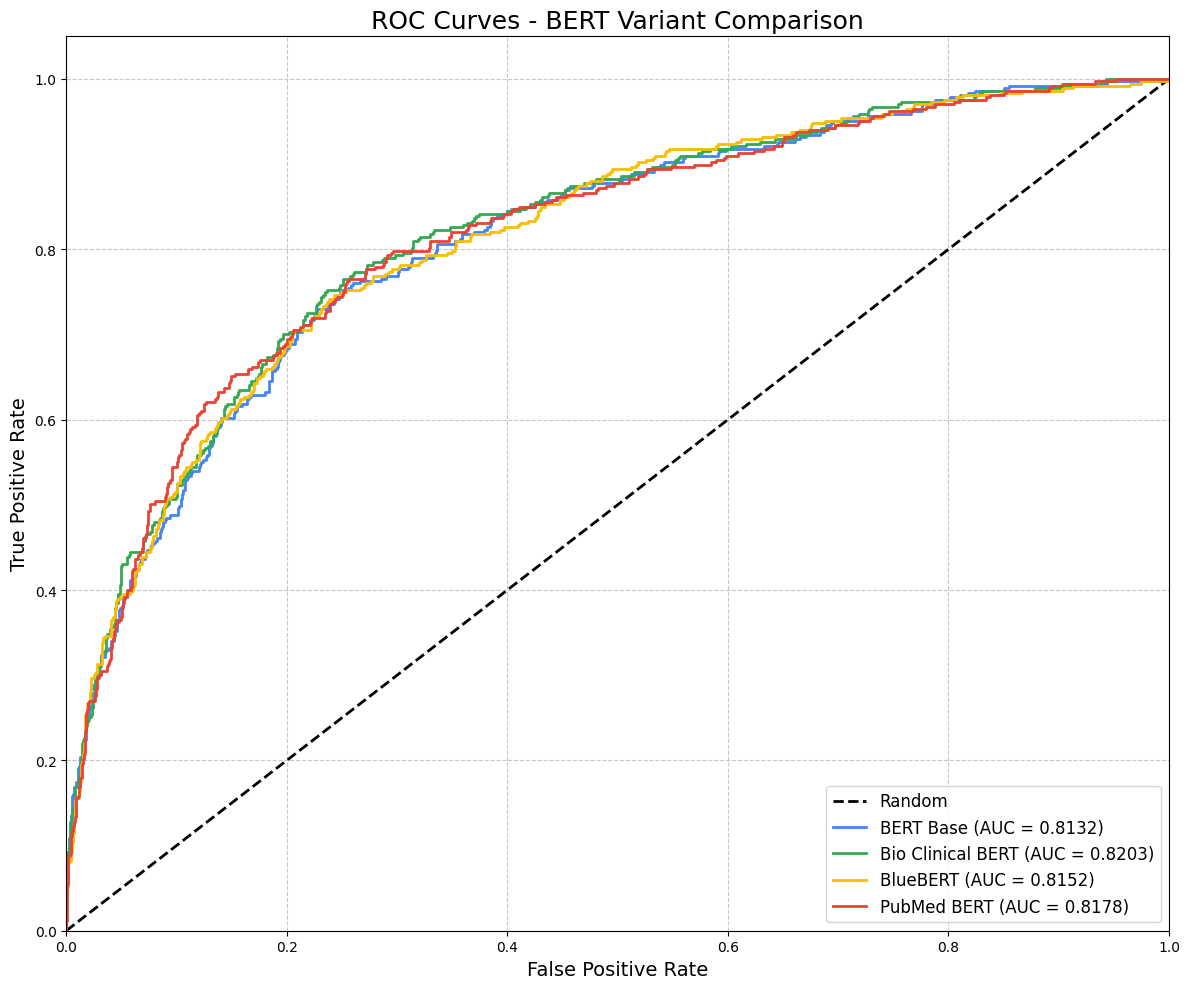 ROC Curves - BERT Variant Comparison
True Positive Rate
1.0
0.8
0.6
0.4
0.2
0.0
Random
BERT Base (AUC = 0.8132)
Bio Clinical BERT (AUC = 0.8203)
BlueBERT (AUC = 0.8152)
PubMed BERT (AUC = 0.8178)
0.0 0.2 0.4 0.6 0.8 1.0
False Positive Rate